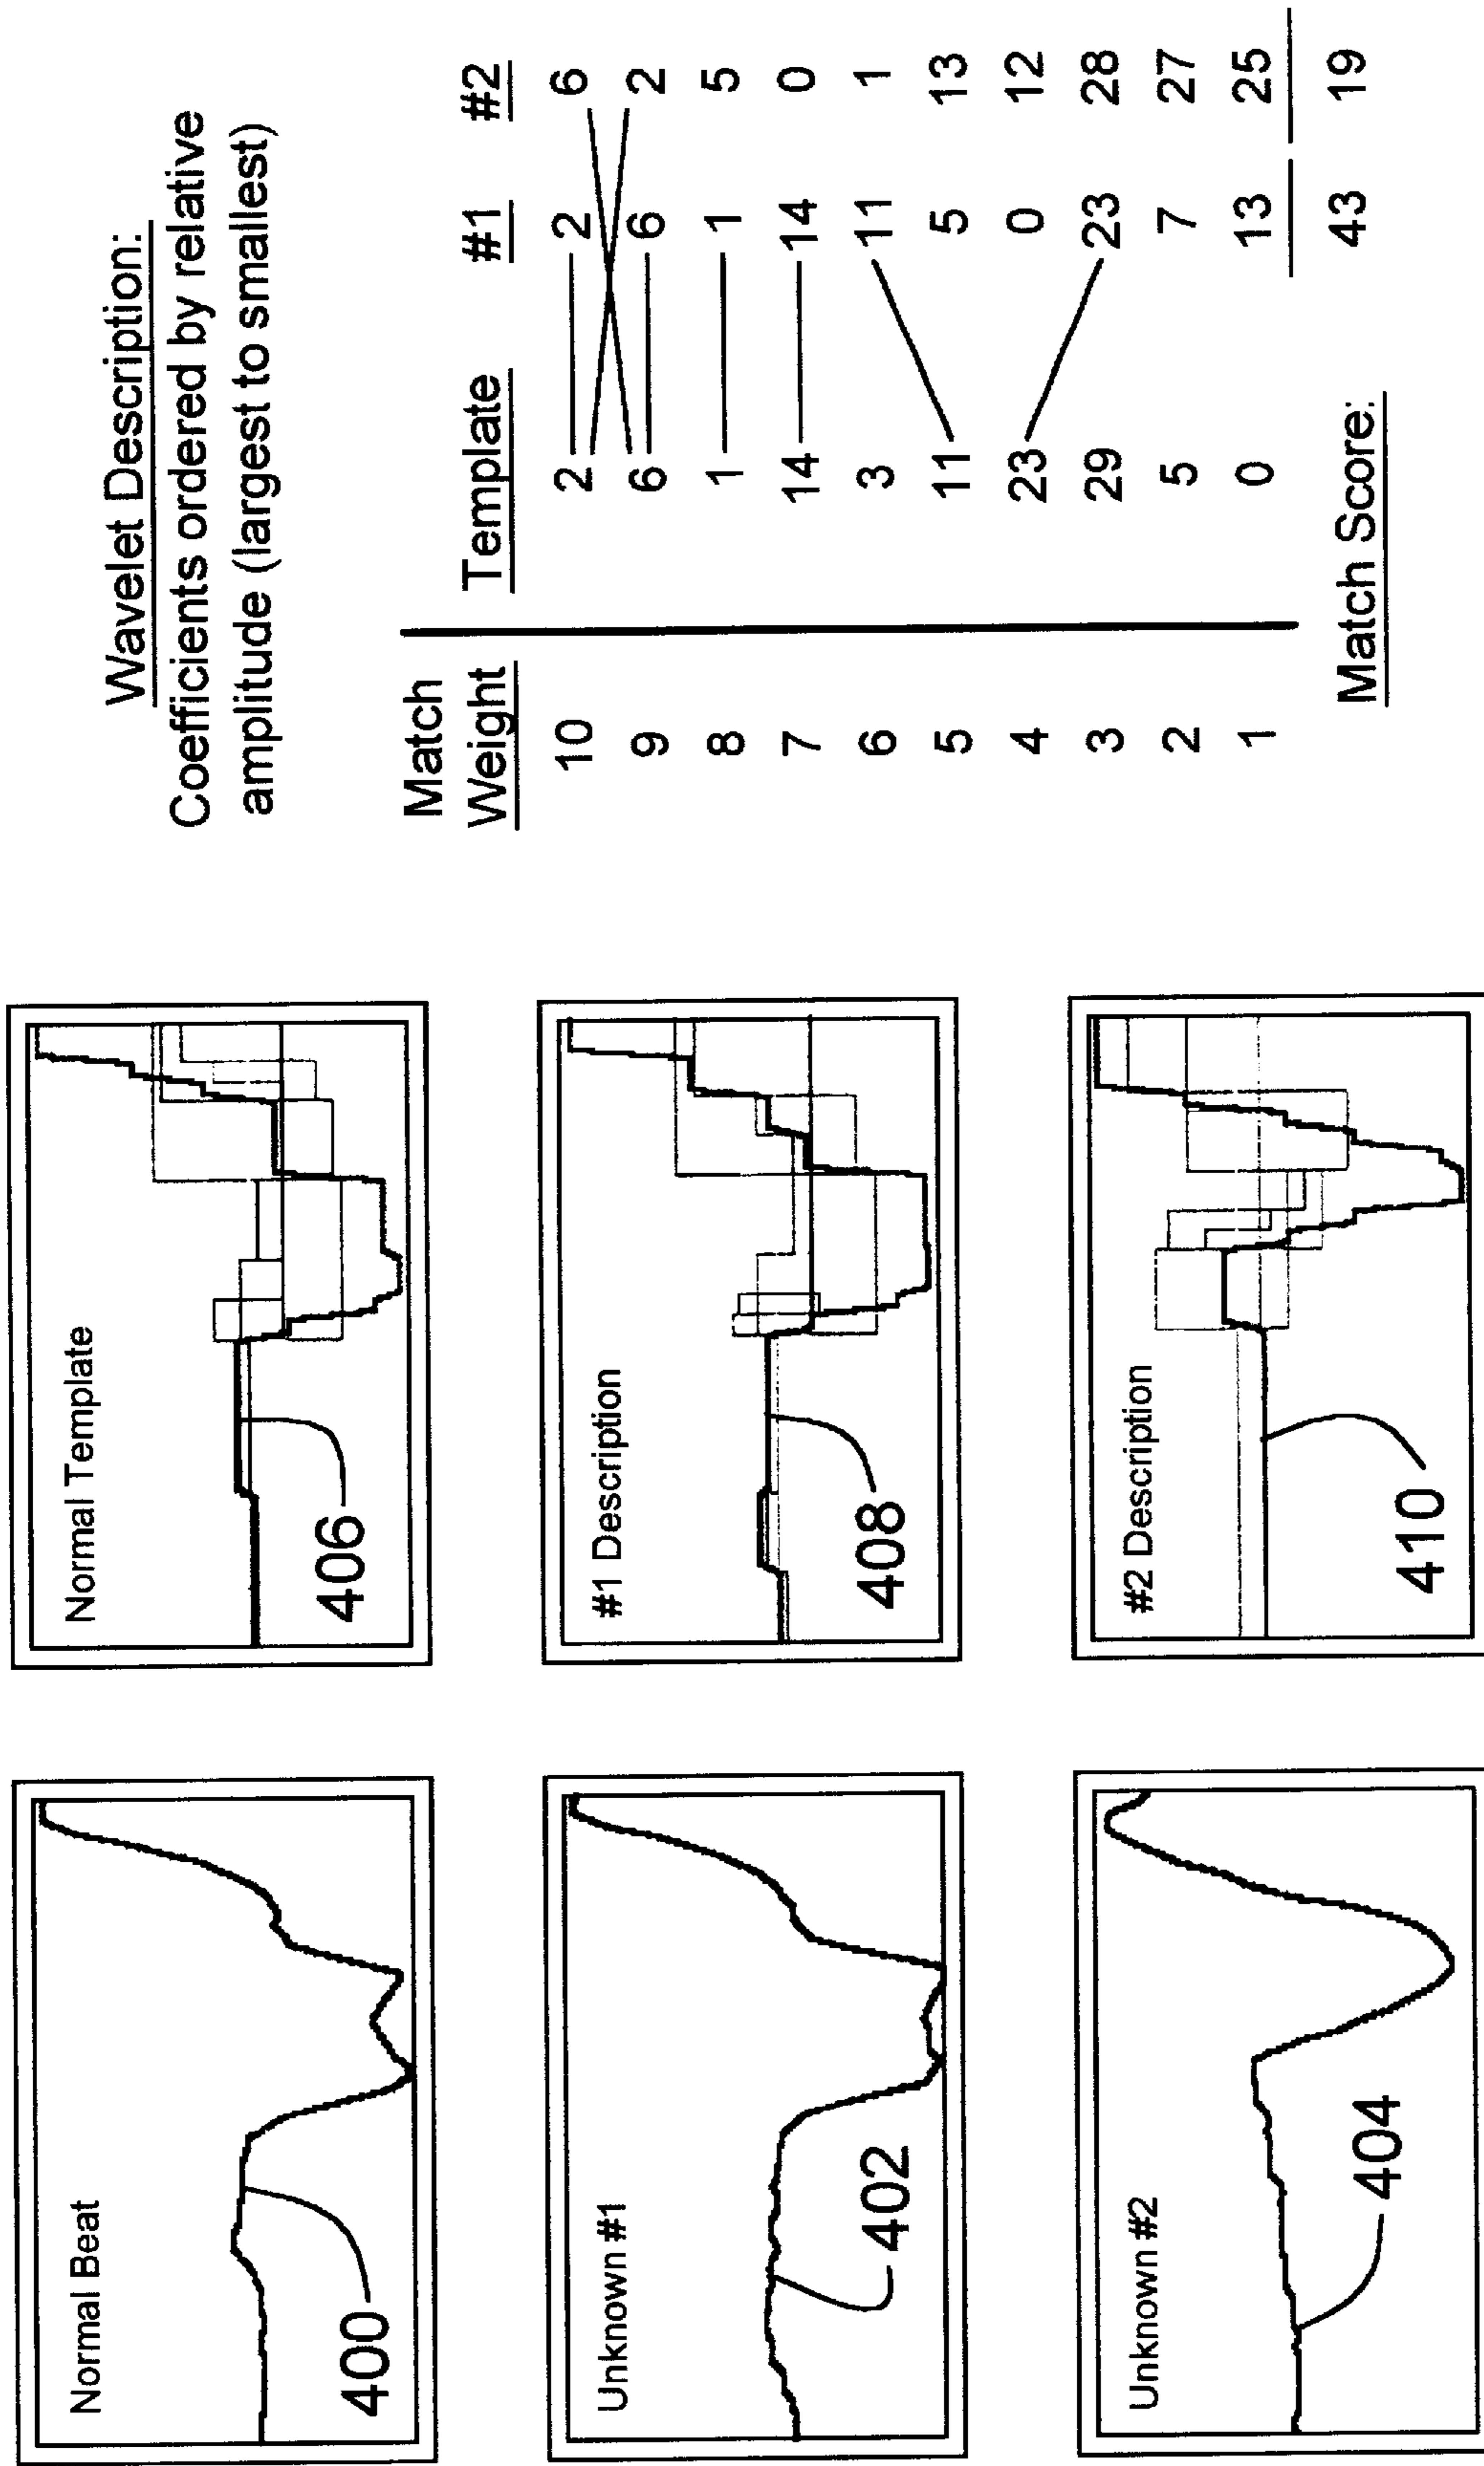 Normal Beat
400
Unknown #1
402
Unknown #2
404
Normal Template
406
#1 Description
408
#2 Description
410
Wavelet Description:
Coefficients ordered by relative
amplitude (largest to smallest)
Match
Weight Template #1 #2
10 2 2 6
9 6 6 2
8 1 1 5
7 14 14 0
6 3 11 1
5 11 5 13
4 23 0 12
3 29 23 28
2 5 7 27
1 0 13 25
Match Score: 43 19